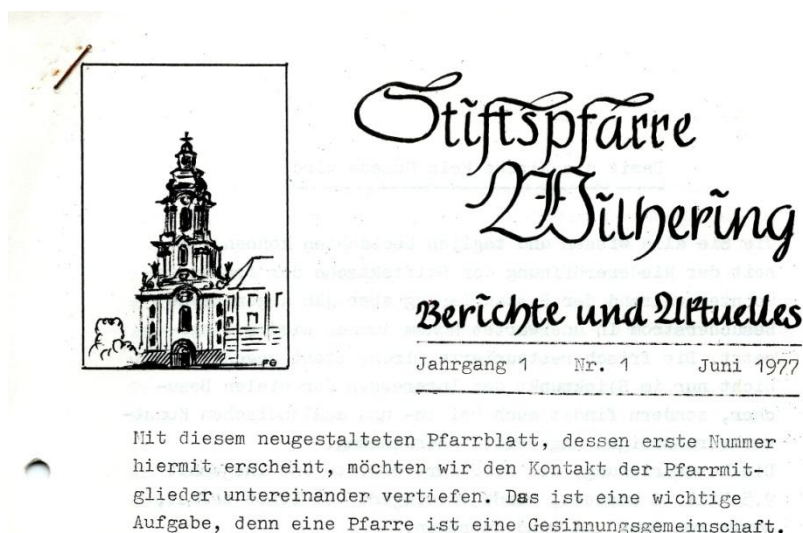 Stiftspfarre
Wilhering
Berichte und Aktuelles
Jahrgang 1 Nr. 1 Juni 1977
FG
Mit diesem neugestalteten Pfarrblatt, dessen erste Nummer
hiermit erscheint, möchten wir den Kontakt der Pfarrmit-
glieder untereinander vertiefen. Das ist eine wichtige
Aufgabe, denn eine Pfarre ist eine Gesinnungsgemeinschaft.